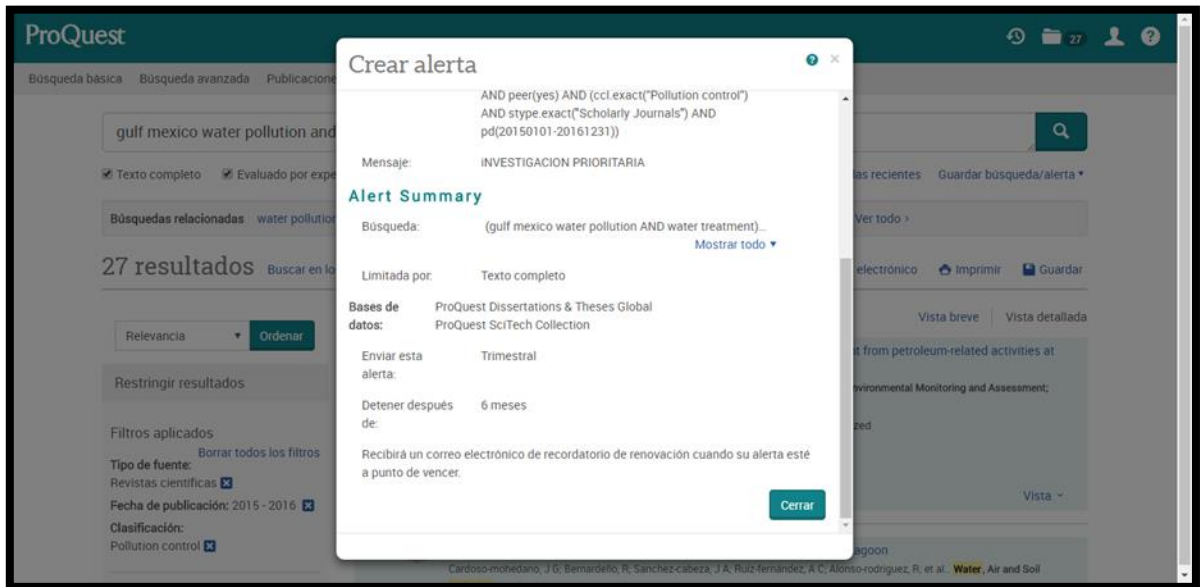 ProQuest
27
Búsqueda básica Búsqueda avanzada Publicacione
gulf mexico water pollution and
Texto completo Evaluado por expe
las recientes Guardar búsqueda/alerta
Búsquedas relacionadas water pollution
Ver todo ›
27 resultados Buscar en lo
electrónico Imprimir Guardar
Vista breve Vista detallada
Relevancia Ordenar
Restringir resultados
Filtros aplicados
Borrar todos los filtros
Tipo de fuente:
Revistas científicas
Fecha de publicación: 2015 - 2016
Clasificación:
Pollution control
Crear alerta
AND peer(yes) AND (ccl.exact("Pollution control")
AND stype.exact("Scholarly Journals") AND
pd(20150101-20161231))
Mensaje: iNVESTIGACION PRIORITARIA
Alert Summary
Búsqueda: (gulf mexico water pollution AND water treatment)...
Mostrar todo
Limitada por: Texto completo
Bases de datos: ProQuest Dissertations & Theses Global
ProQuest SciTech Collection
Enviar esta alerta: Trimestral
Detener después de: 6 meses
Recibirá un correo electrónico de recordatorio de renovación cuando su alerta esté
a punto de vencer.
Cerrar
t from petroleum-related activities at
nvironmental Monitoring and Assessment;
zed
Vista
agoon
Cardoso-mohedano, J G; Bernardello, R; Sanchez-cabeza, J A; Ruiz-fernández, A C; Alonso-rodriguez, R; et al.. Water, Air and Soil